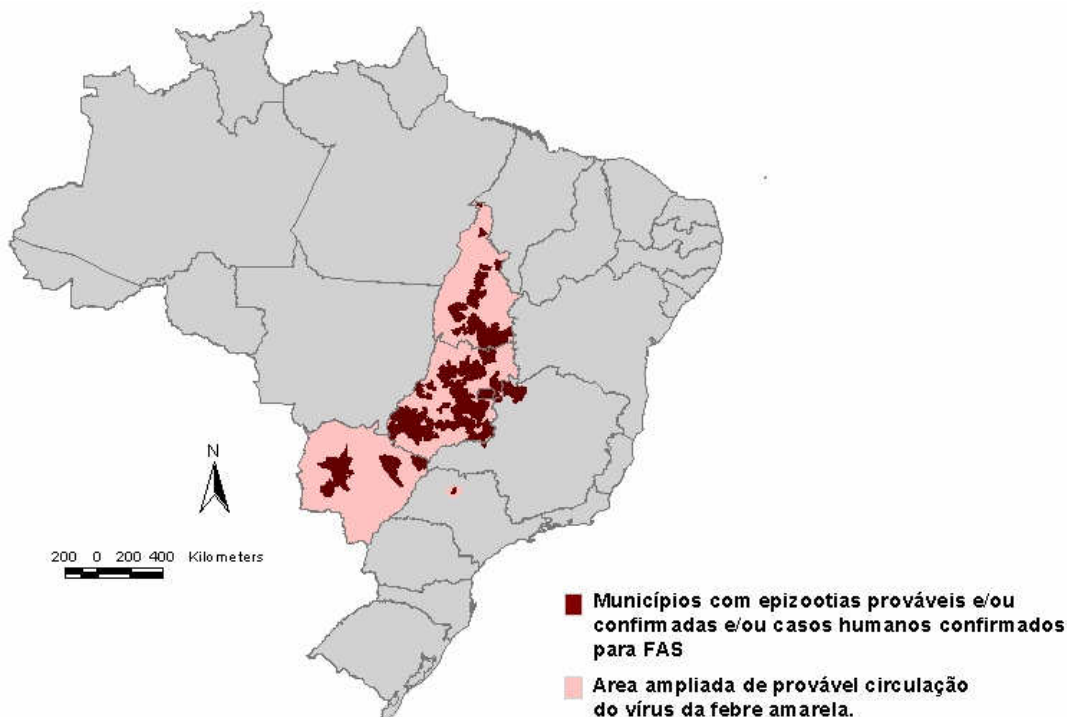 N
200 0 200 400 Kilometers
Municípios com epizootias prováveis e/ou
confirmadas e/ou casos humanos confirmados
para FAS
Area ampliada de provável circulação
do vírus da febre amarela.